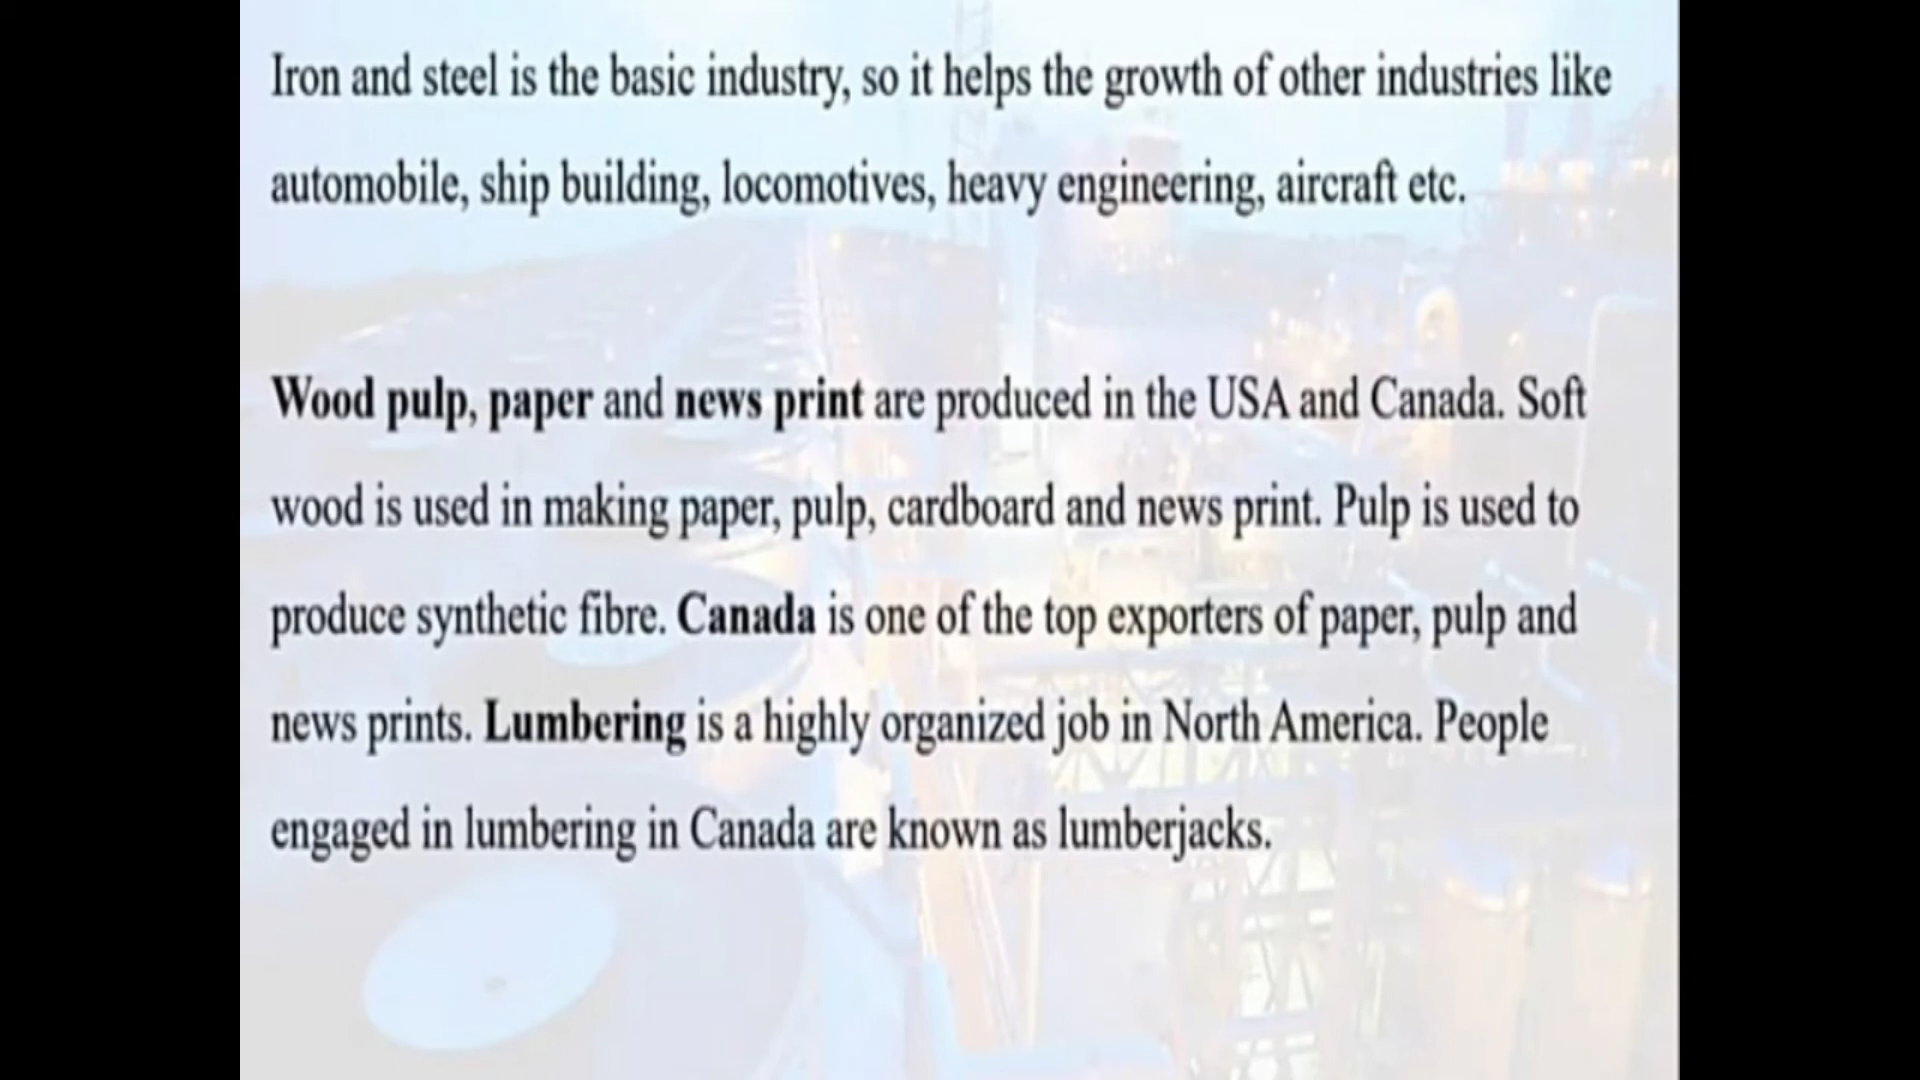 Iron and steel is the basic industry, so it helps the growth of other industries like
automobile, ship building, locomotives, heavy engineering, aircraft etc.
Wood pulp, paper and news print are produced in the USA and Canada. Soft
wood is used in making paper, pulp, cardboard and news print. Pulp is used to
produce synthetic fibre. Canada is one of the top exporters of paper, pulp and
news prints. Lumbering is a highly organized job in North America. People
engaged in lumbering in Canada are known as lumberjacks.